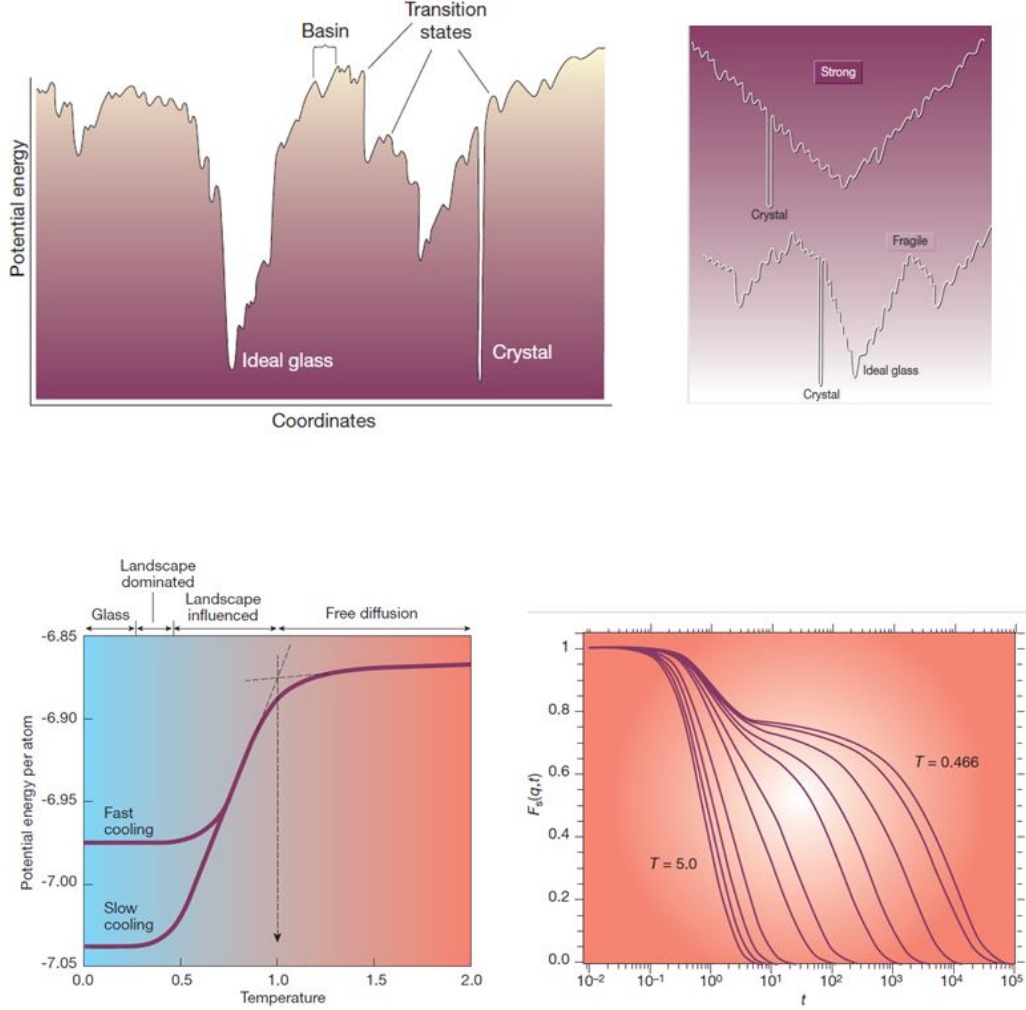 Transition
states
Basin
Potential energy
Ideal glass
Crystal
Coordinates
Strong
Crystal
Fragile
Ideal glass
Crystal
Landscape
dominated
Glass
Landscape
influenced
Free diffusion
-6.85
-6.90
-6.95
-7.00
-7.05
Potential energy per atom
Fast
cooling
Slow
cooling
0.0 0.5 1.0 1.5 2.0
Temperature
1
0.8
0.6
0.4
0.2
0.0
Fs(q,t)
T = 0.466
T = 5.0
10⁻² 10⁻¹ 10⁰ 10¹ 10² 10³ 10⁴ 10⁵
t